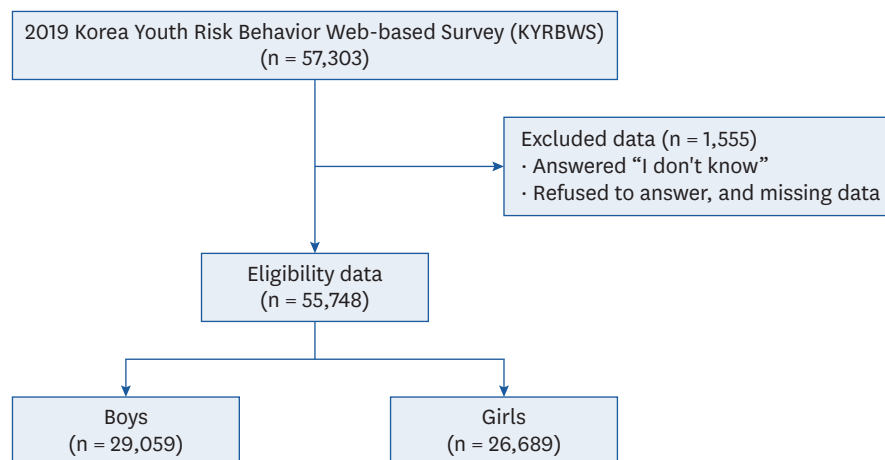 2019 Korea Youth Risk Behavior Web-based Survey (KYRBWS)
(n = 57,303)
Excluded data (n = 1,555)
· Answered “I don't know”
· Refused to answer, and missing data
Eligibility data
(n = 55,748)
Boys
(n = 29,059)
Girls
(n = 26,689)